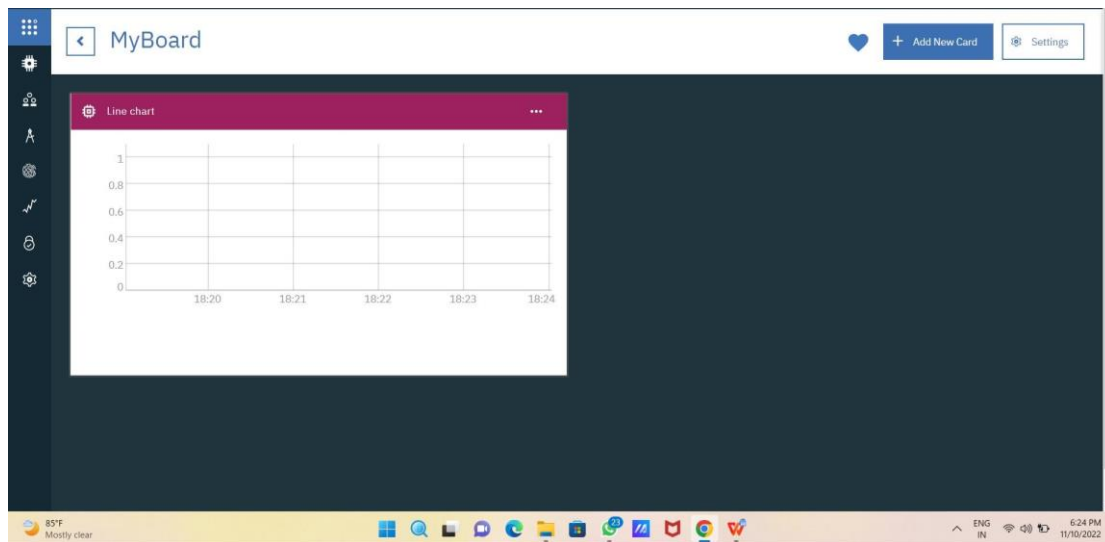 MyBoard
+ Add New Card
Settings
Line chart
...
1
0.8
0.6
0.4
0.2
0
18:20 18:21 18:22 18:23 18:24
85°F
Mostly clear
23
ENG
IN
6:24 PM
11/10/2022